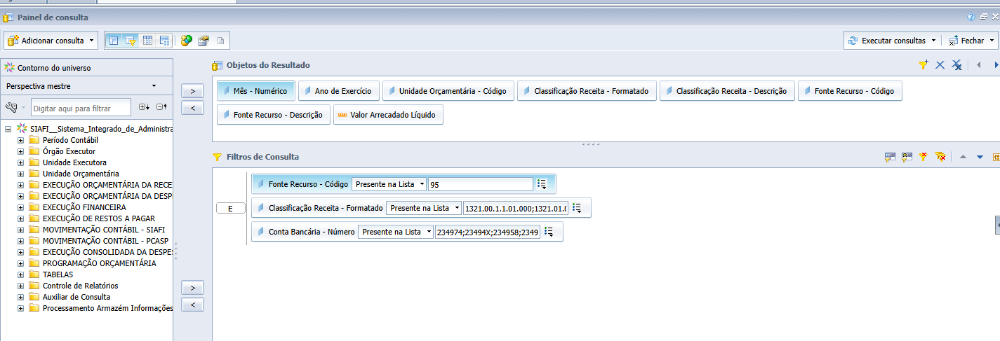 Painel de consulta
Adicionar consulta
Executar consultas
Fechar
Contorno do universo
Perspectiva mestre
Digitar aqui para filtrar
SIAFI__Sistema_Integrado_de_Administra
Período Contábil
Órgão Executor
Unidade Executora
Unidade Orçamentária
EXECUÇÃO ORÇAMENTÁRIA DA RECE
EXECUÇÃO ORÇAMENTÁRIA DA DESP
EXECUÇÃO FINANCEIRA
EXECUÇÃO DE RESTOS A PAGAR
MOVIMENTAÇÃO CONTÁBIL - SIAFI
MOVIMENTAÇÃO CONTÁBIL - PCASP
EXECUÇÃO CONSOLIDADA DA DESPE
PROGRAMAÇÃO ORÇAMENTÁRIA
TABELAS
Controle de Relatórios
Auxiliar de Consulta
Processamento Armazém Informações
>
<
>
<
Objetos do Resultado
Mês - Numérico
Ano de Exercício
Unidade Orçamentária - Código
Classificação Receita - Formatado
Classificação Receita - Descrição
Fonte Recurso - Código
Fonte Recurso - Descrição
Valor Arrecadado Líquido
Filtros de Consulta
E
Fonte Recurso - Código Presente na Lista 95
Classificação Receita - Formatado Presente na Lista 1321.00.1.1.01.000;1321.01.0
Conta Bancária - Número Presente na Lista 234974;23494X;234958;2349